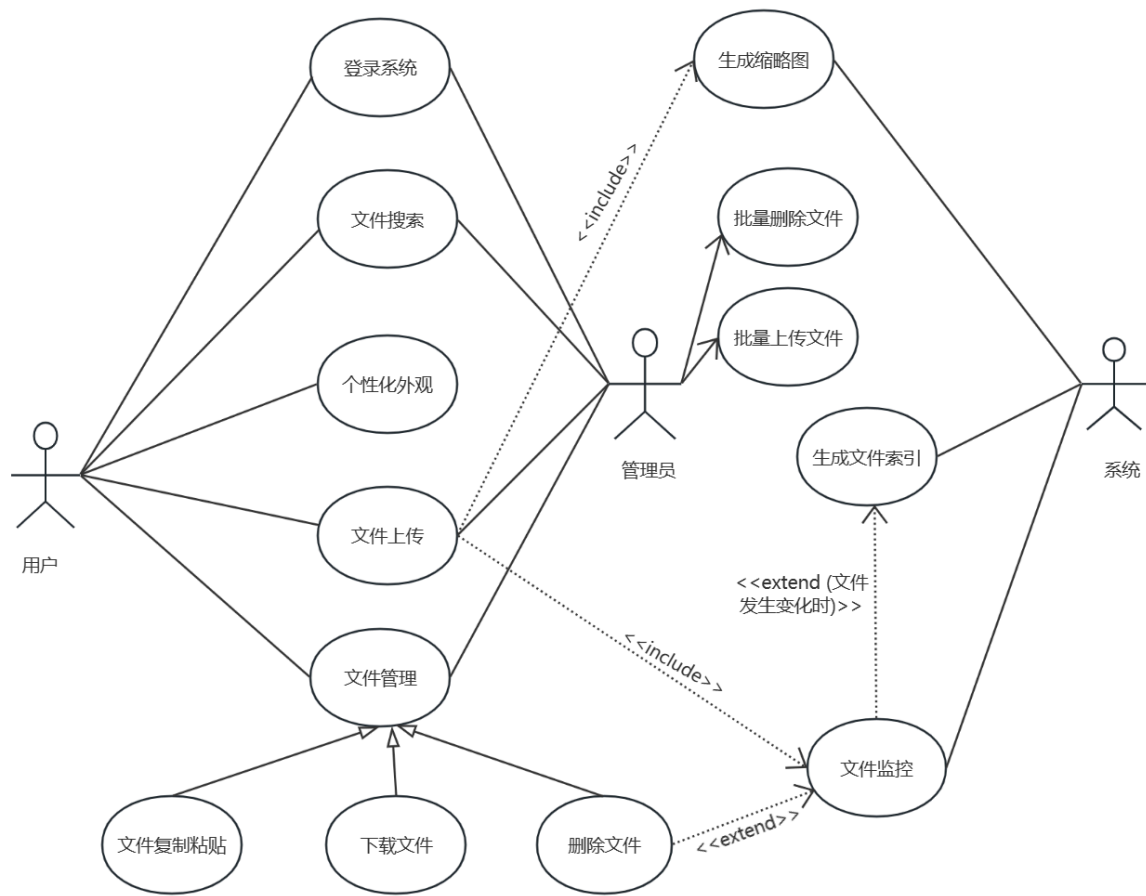 登录系统
生成缩略图
<<include>>
文件搜索
批量删除文件
批量上传文件
个性化外观
管理员
系统
生成文件索引
文件上传
用户
<<extend (文件
发生变化时)>>
<<include>>
文件管理
文件监控
<<extend>>
文件复制粘贴
下载文件
删除文件